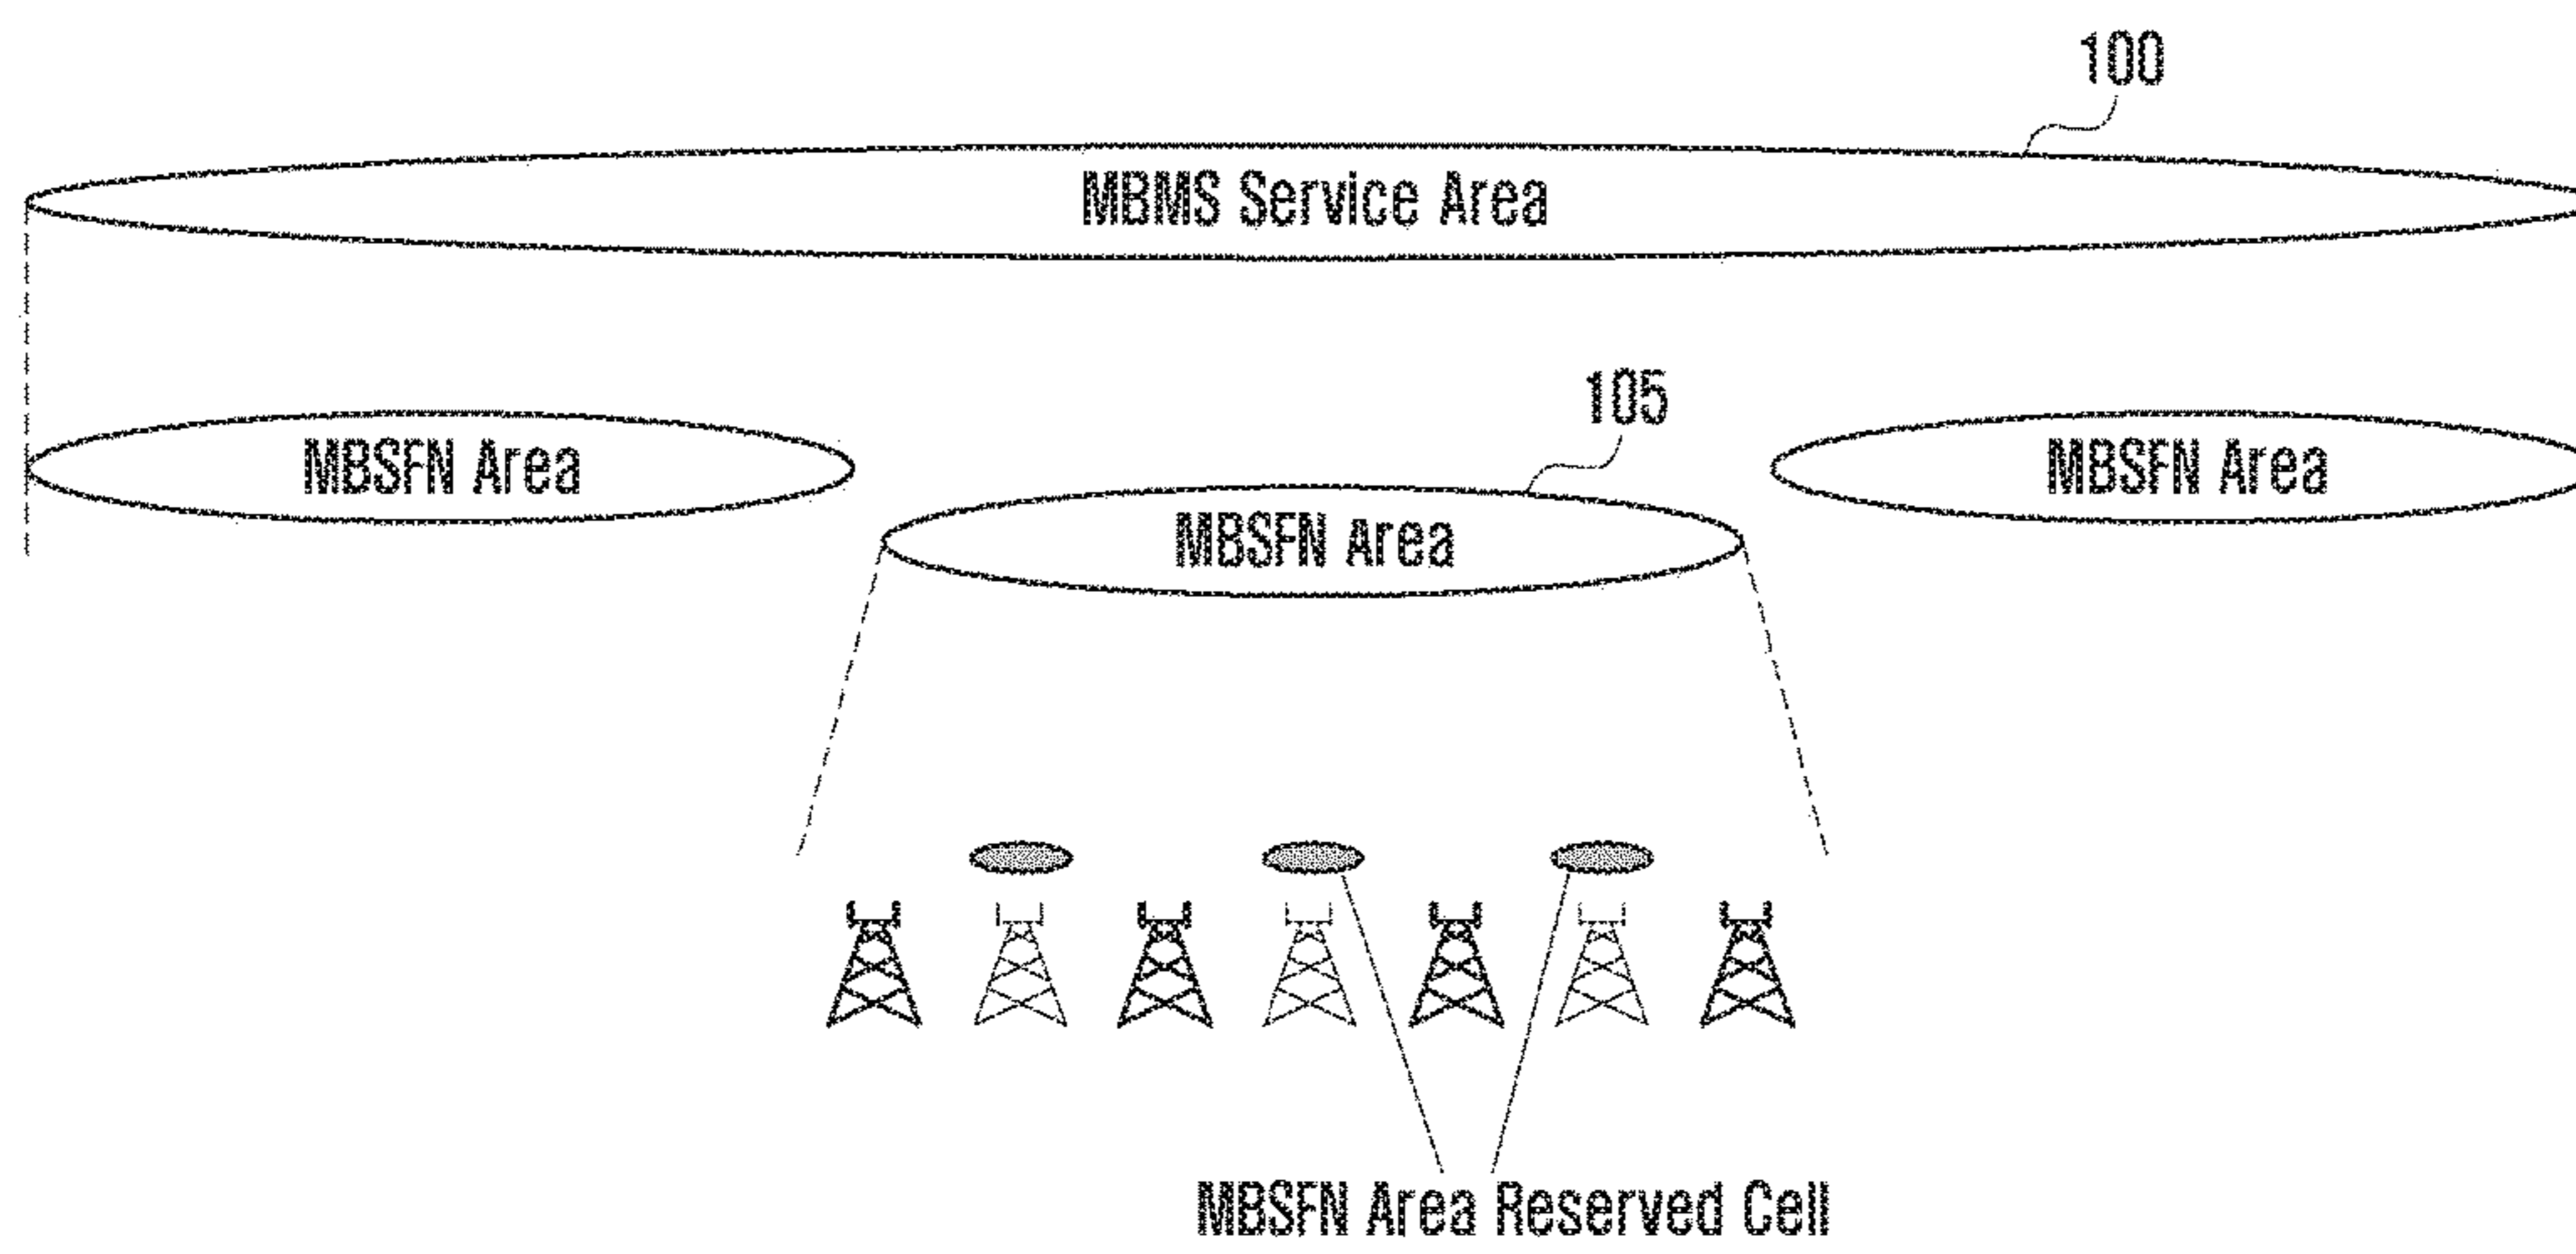 100
MBMS Service Area
105
MBSFN Area
MBSFN Area
MBSFN Area
MBSFN Area Reserved Cell